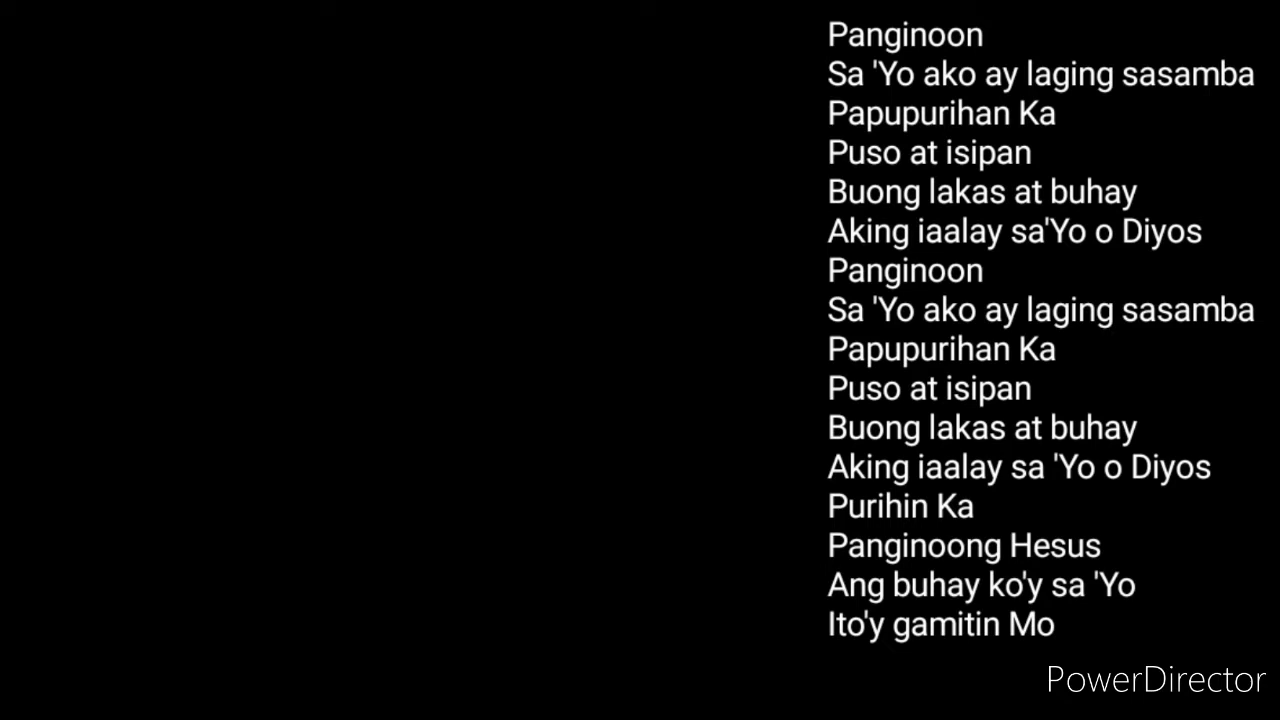 Panginoon
Sa 'Yo ako ay laging sasamba
Papupurihan Ka
Puso at isipan
Buong lakas at buhay
Aking iaalay sa'Yo o Diyos
Panginoon
Sa 'Yo ako ay laging sasamba
Papupurihan Ka
Puso at isipan
Buong lakas at buhay
Aking iaalay sa 'Yo o Diyos
Purihin Ka
Panginoong Hesus
Ang buhay ko'y sa 'Yo
Ito'y gamitin Mo
PowerDirector